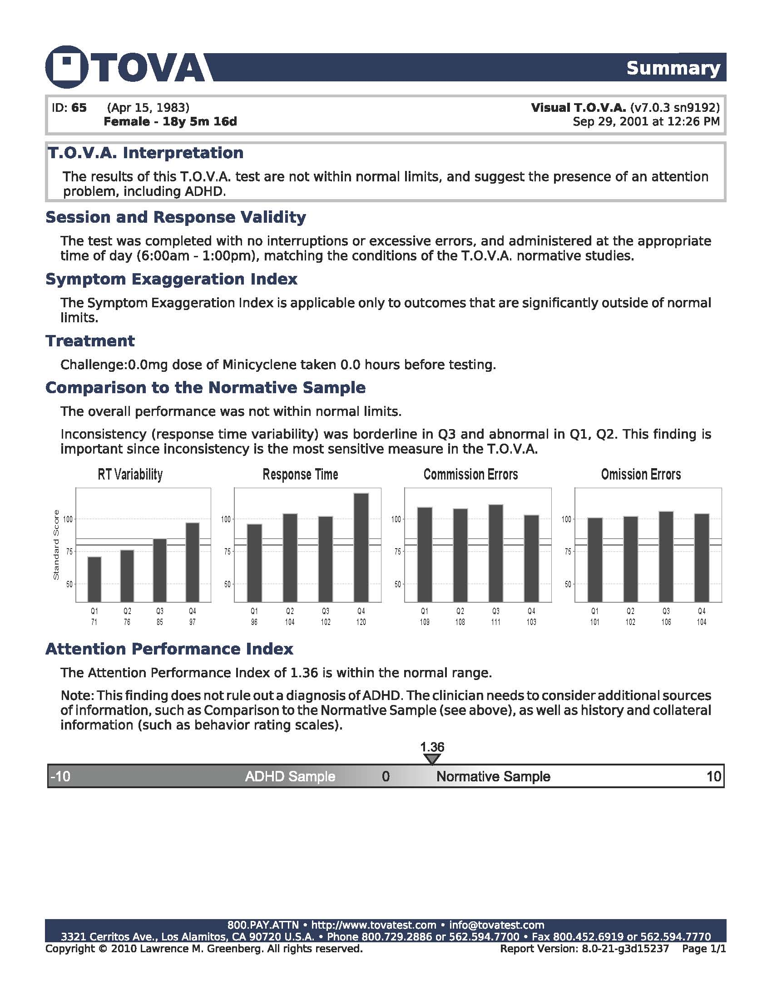 TOVA
Summary
ID: 65 (Apr 15, 1983)
Female - 18y 5m 16d
Visual T.O.V.A. (v7.0.3 sn9192)
Sep 29, 2001 at 12:26 PM
T.O.V.A. Interpretation
The results of this T.O.V.A. test are not within normal limits, and suggest the presence of an attention
problem, including ADHD.
Session and Response Validity
The test was completed with no interruptions or excessive errors, and administered at the appropriate
time of day (6:00am - 1:00pm), matching the conditions of the T.O.V.A. normative studies.
Symptom Exaggeration Index
The Symptom Exaggeration Index is applicable only to outcomes that are significantly outside of normal
limits.
Treatment
Challenge:0.0mg dose of Minicyclene taken 0.0 hours before testing.
Comparison to the Normative Sample
The overall performance was not within normal limits.
Inconsistency (response time variability) was borderline in Q3 and abnormal in Q1, Q2. This finding is
important since inconsistency is the most sensitive measure in the T.O.V.A.
RT Variability
Standard Score
100
75
50
Q1 Q2 Q3 Q4
71 76 85 97
Response Time
100
75
50
Q1 Q2 Q3 Q4
96 104 102 120
Commission Errors
100
75
50
Q1 Q2 Q3 Q4
109 108 111 103
Omission Errors
100
75
50
Q1 Q2 Q3 Q4
101 102 106 104
Attention Performance Index
The Attention Performance Index of 1.36 is within the normal range.
Note: This finding does not rule out a diagnosis of ADHD. The clinician needs to consider additional sources
of information, such as Comparison to the Normative Sample (see above), as well as history and collateral
information (such as behavior rating scales).
1.36
-10 ADHD Sample 0 Normative Sample 10
800.PAY.ATTN • http://www.tovatest.com • info@tovatest.com
3321 Cerritos Ave., Los Alamitos, CA 90720 U.S.A. • Phone 800.729.2886 or 562.594.7700 • Fax 800.452.6919 or 562.594.7770
Copyright © 2010 Lawrence M. Greenberg. All rights reserved.
Report Version: 8.0-21-g3d15237 Page 1/1